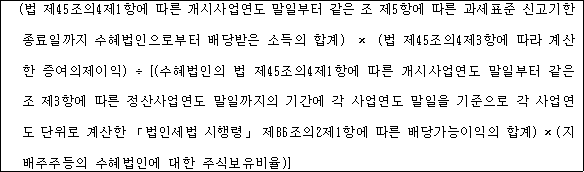 (법 제45조의4제1항에 따른 개시사업연도 말일부터 같은 조 제5항에 따른 과세표준 신고기한
종료일까지 수혜법인으로부터 배당받은 소득의 합계) × (법 제45조의4제3항에 따라 계산
한 증여의제이익) ÷ [(수혜법인의 법 제45조의4제1항에 따른 개시사업연도 말일부터 같은
조 제3항에 따른 정산사업연도 말일까지의 기간에 각 사업연도 말일을 기준으로 각 사업연
도 단위로 계산한 「법인세법 시행령」 제86조의2제1항에 따른 배당가능이익의 합계) ×(지
배주주등의 수혜법인에 대한 주식보유비율)]